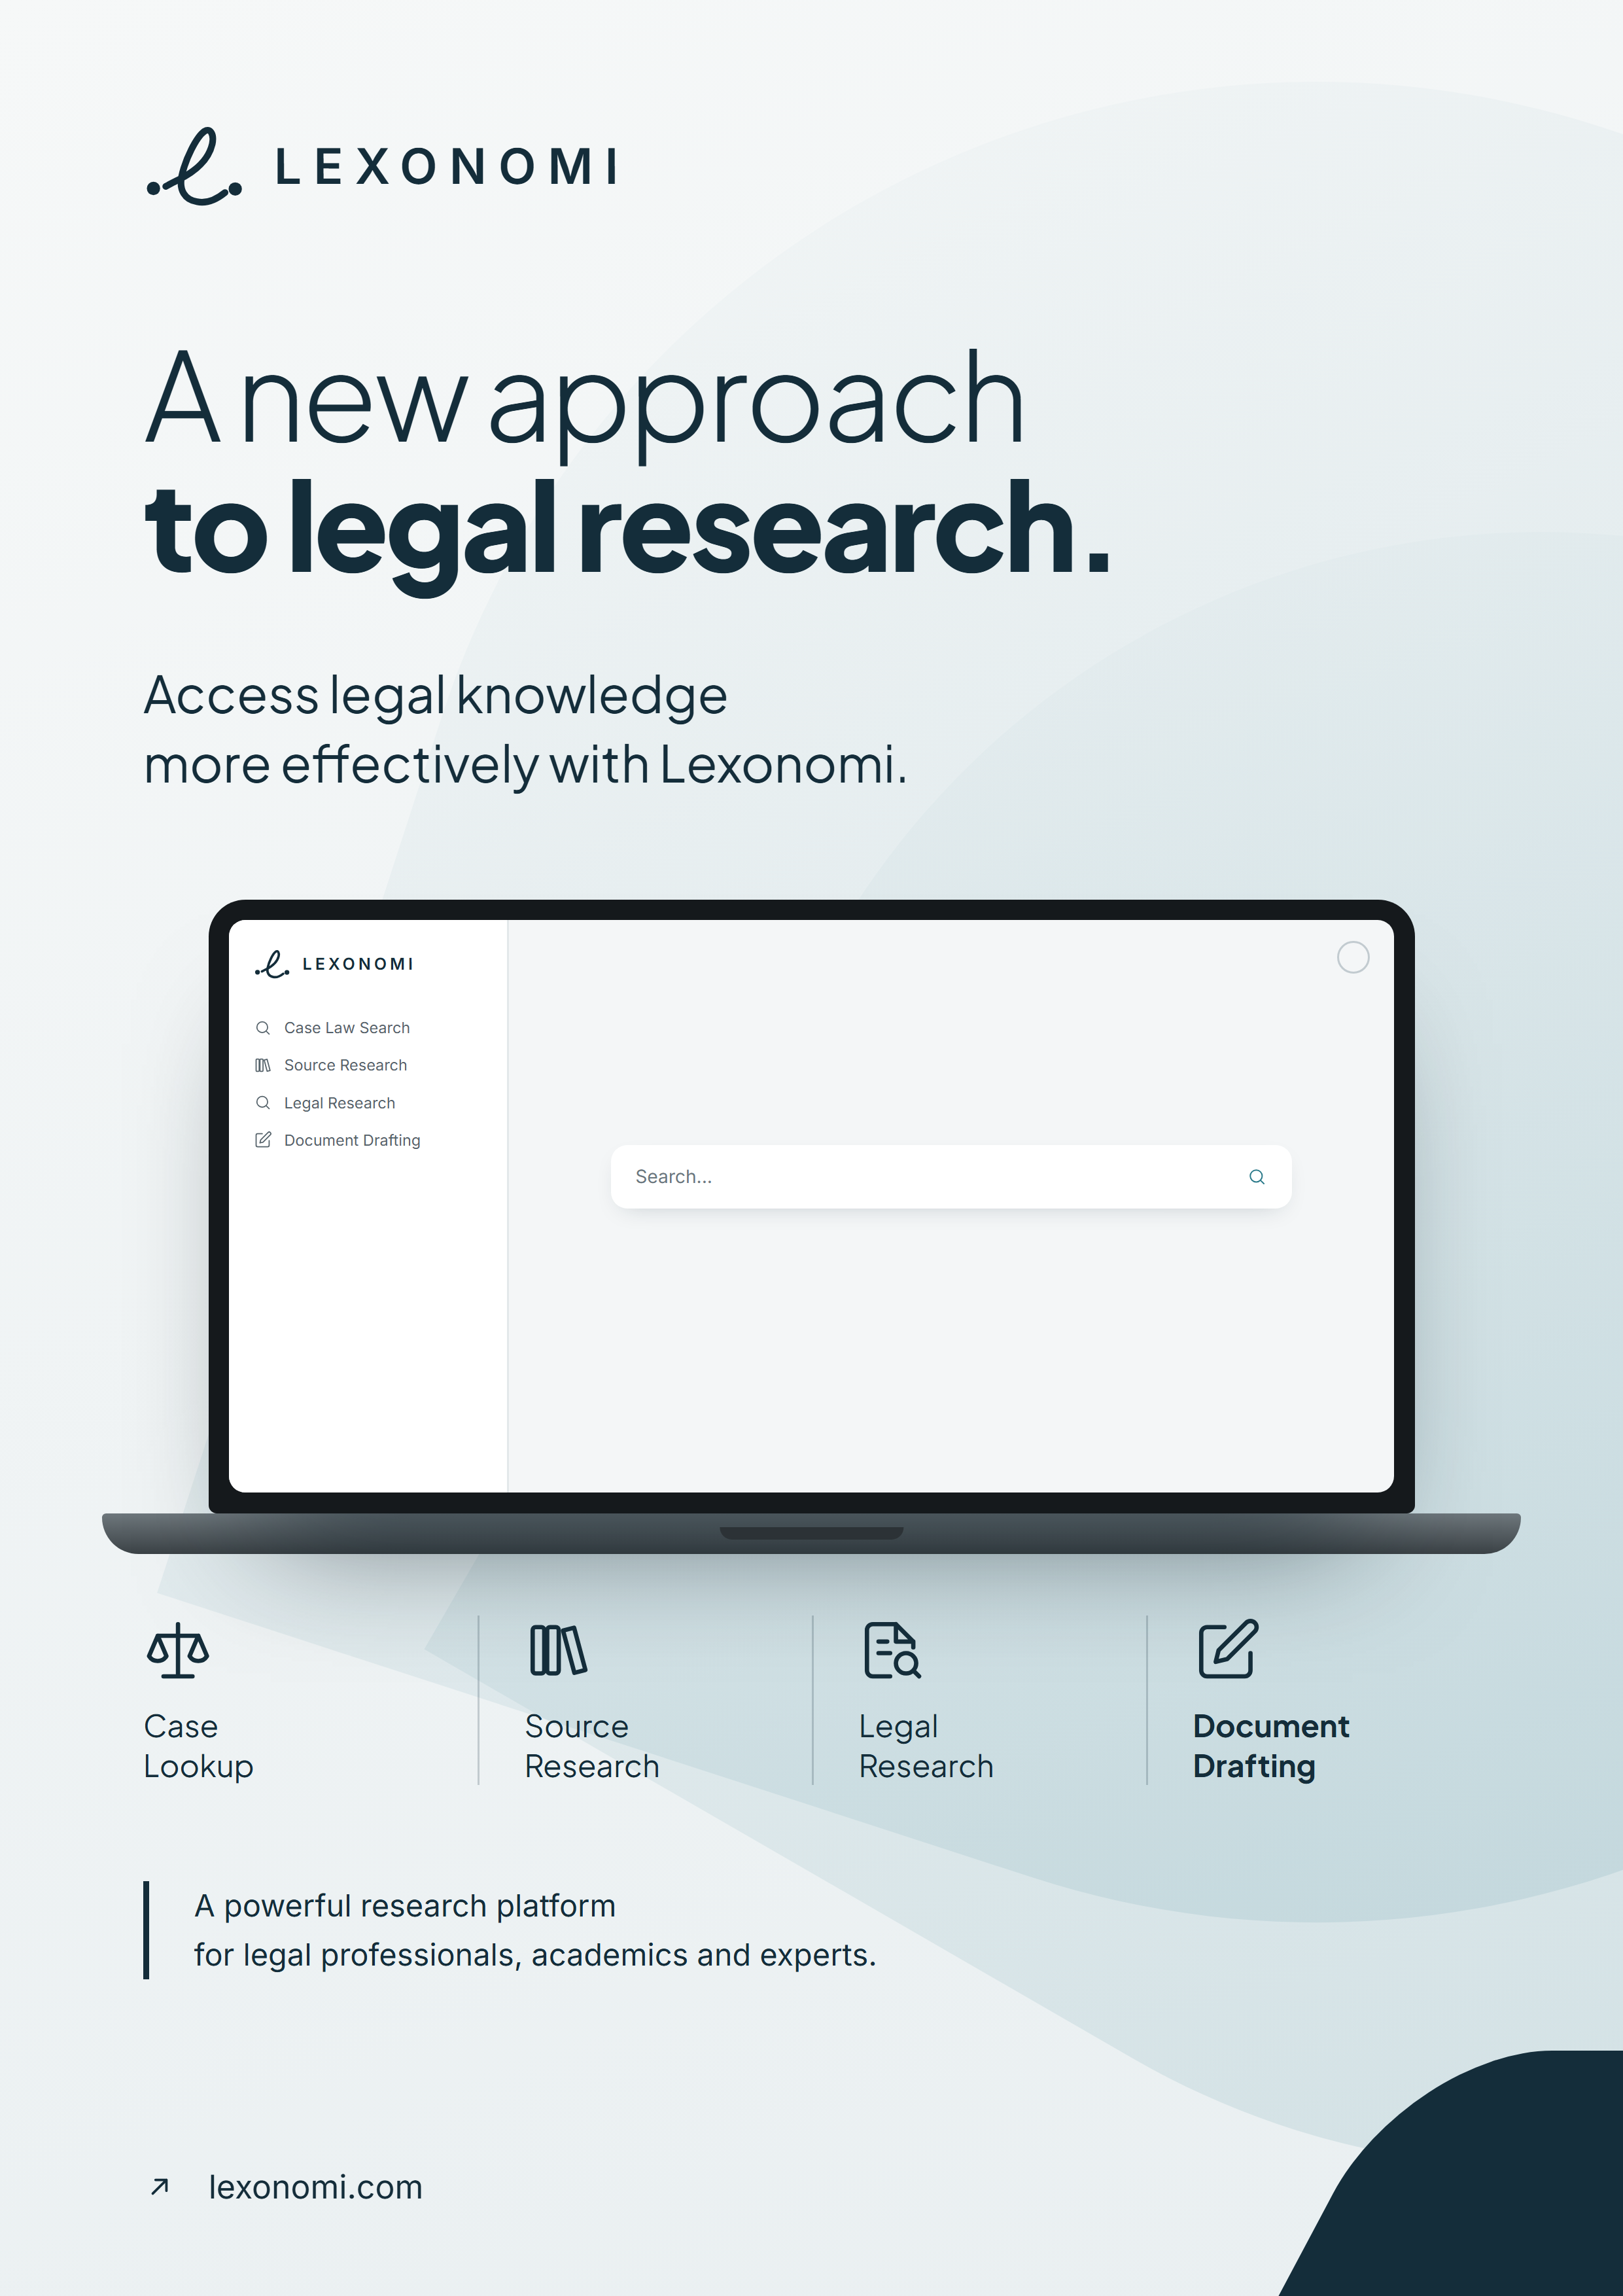 LEXONOMI
A new approach
to legal research.
Access legal knowledge
more effectively with Lexonomi.
LEXONOMI
Case Law Search
Source Research
Legal Research
Document Drafting
Search...
Case
Lookup
Source
Research
Legal
Research
Document
Drafting
A powerful research platform
for legal professionals, academics and experts.
lexonomi.com